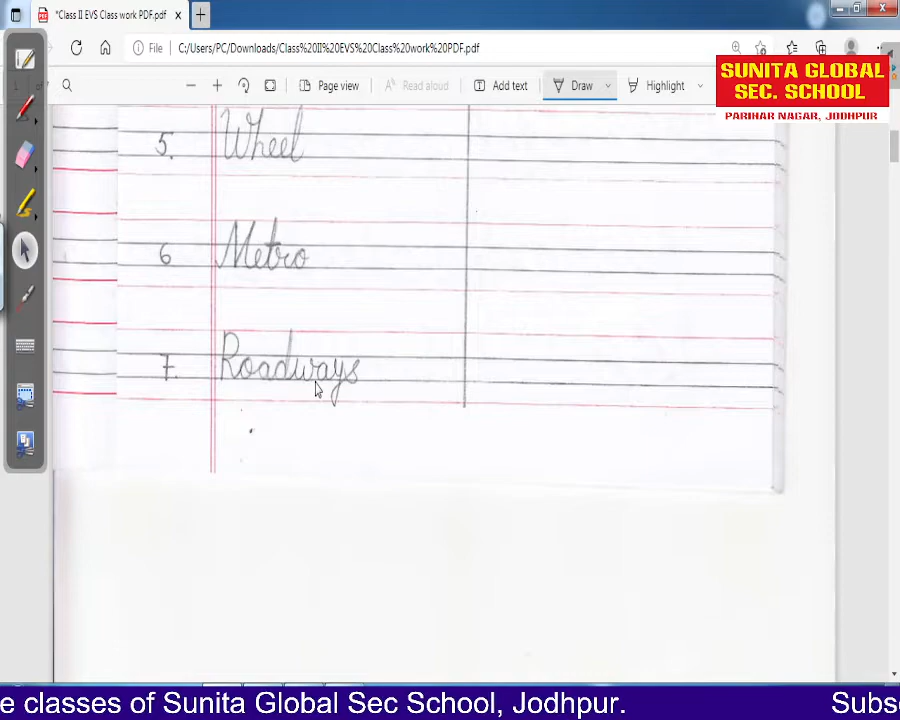 *Class II EVS Class work PDF.pdf
File
C:/Users/PC/Downloads/Class%20II%20EVS%20Class%20work%20PDF.pdf
Page view
Read aloud
Add text
Draw
Highlight
SUNITA GLOBAL
SEC. SCHOOL
PARIHAR NAGAR, JODHPUR
5. Wheel
6 Metro
7. Roadways
e classes of Sunita Global Sec School, Jodhpur. Subs